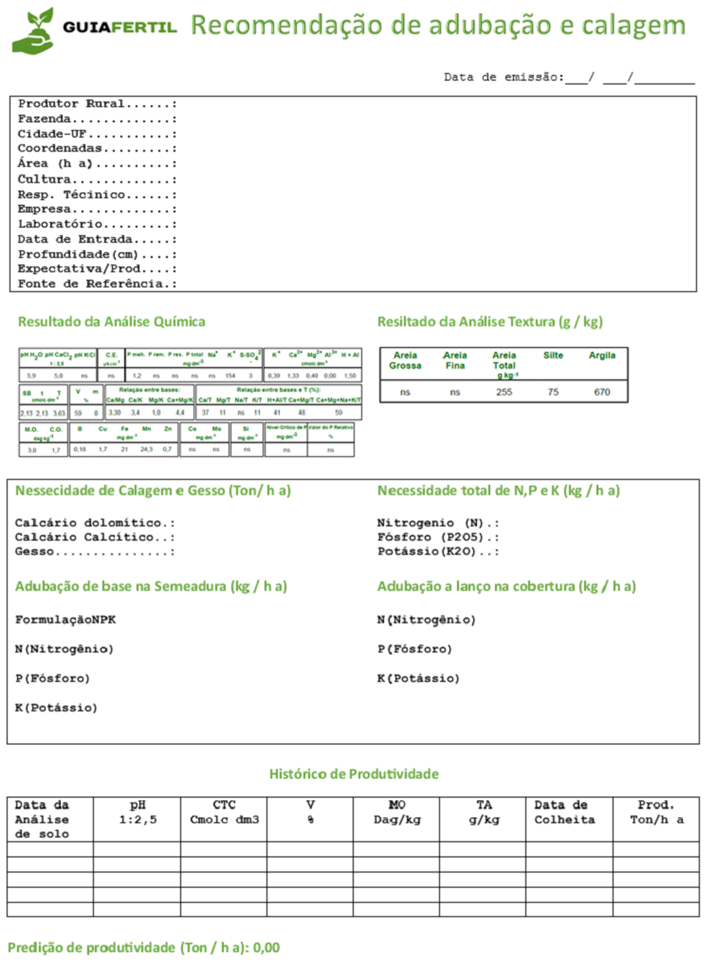 GUIAFERTIL Recomendação de adubação e calagem
Data de emissão:___/ ___/________
Produtor Rural......:
Fazenda.............:
Cidade-UF...........:
Coordenadas.........:
Área (h a)..........:
Cultura.............:
Resp. Técinico......:
Empresa.............:
Laboratório.........:
Data de Entrada.....:
Profundidade(cm)....:
Expectativa/Prod....:
Fonte de Referência.:
Resultado da Análise Química
pH H2O pH CaCl2 pH KCl C.E. P meh. P rem. P res. P total Na+ K+ S-SO4 2- K+ Ca2+ Mg2+ Al3+ H + Al
1 : 2,5 mg dm-3 cmolc dm-3
5,9 5,0 ns ns 1,2 ns ns ns ns 154 3 0,39 1,33 0,40 0,00 1,50
SB t T V m Relação entre bases: Relação entre bases e T (%):
cmolc dm-3 % Ca/Mg Ca/K Mg/K Ca+Mg/K Ca/T Mg/T Na/T K/T H+Al/T Ca+Mg/T Ca+Mg+Na+K/T
2,13 2,13 3,63 59 0 3,30 3,4 1,0 4,4 37 11 ns 11 41 48 59
M.O. C.O. B Cu Fe Mn Zn Co Mo Si Nível Crítico de P Valor do P Relativo
dag kg-1 mg dm-3 mg dm-3 mg dm-3 mg dm-3 %
3,0 1,7 0,18 1,7 21 24,3 0,7 ns ns ns ns ns
Resiltado da Análise Textura (g / kg)
Areia Grossa Areia Fina Areia Total Silte Argila
g kg-1
ns ns 255 75 670
Nessecidade de Calagem e Gesso (Ton/ h a)
Calcário dolomítico.:
Calcário Calcítico..:
Gesso...............:
Necessidade total de N,P e K (kg / h a)
Nitrogenio (N).:
Fósforo (P2O5).:
Potássio(K2O)..:
Adubação de base na Semeadura (kg / h a)
FormulaçãoNPK
N(Nitrogênio)
P(Fósforo)
K(Potássio)
Adubação a lanço na cobertura (kg / h a)
N(Nitrogênio)
P(Fósforo)
K(Potássio)
Histórico de Produtividade
Data da pH CTC V MO TA Data de Prod.
Análise 1:2,5 Cmolc dm3 % Dag/kg g/kg Colheita Ton/h a
de solo
Predição de produtividade (Ton / h a): 0,00